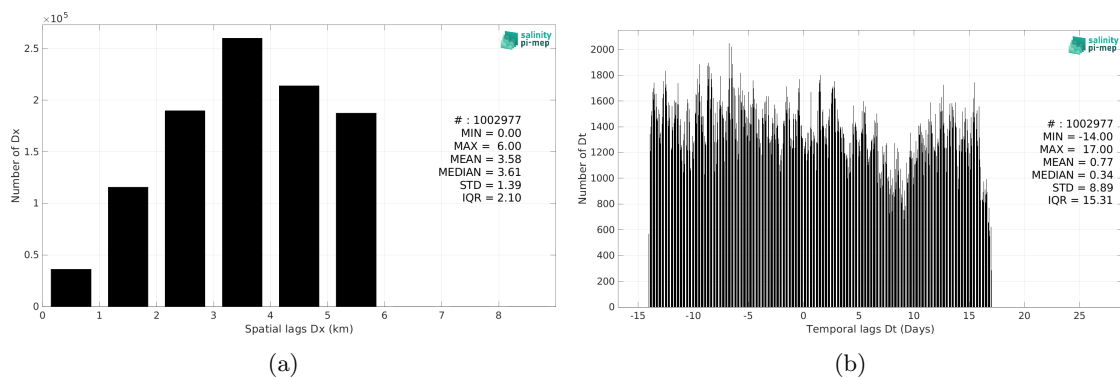 ×10⁵
2.5
2
1.5
1
0.5
0
Number of Dx
0 1 2 3 4 5 6 7 8
Spatial lags Dx (km)
salinity
pi-mep
# : 1002977
MIN = 0.00
MAX = 6.00
MEAN = 3.58
MEDIAN = 3.61
STD = 1.39
IQR = 2.10
(a)
2000
1800
1600
1400
1200
1000
800
600
400
200
0
Number of Dt
-15 -10 -5 0 5 10 15 20 25
Temporal lags Dt (Days)
salinity
pi-mep
# : 1002977
MIN = -14.00
MAX = 17.00
MEAN = 0.77
MEDIAN = 0.34
STD = 8.89
IQR = 15.31
(b)